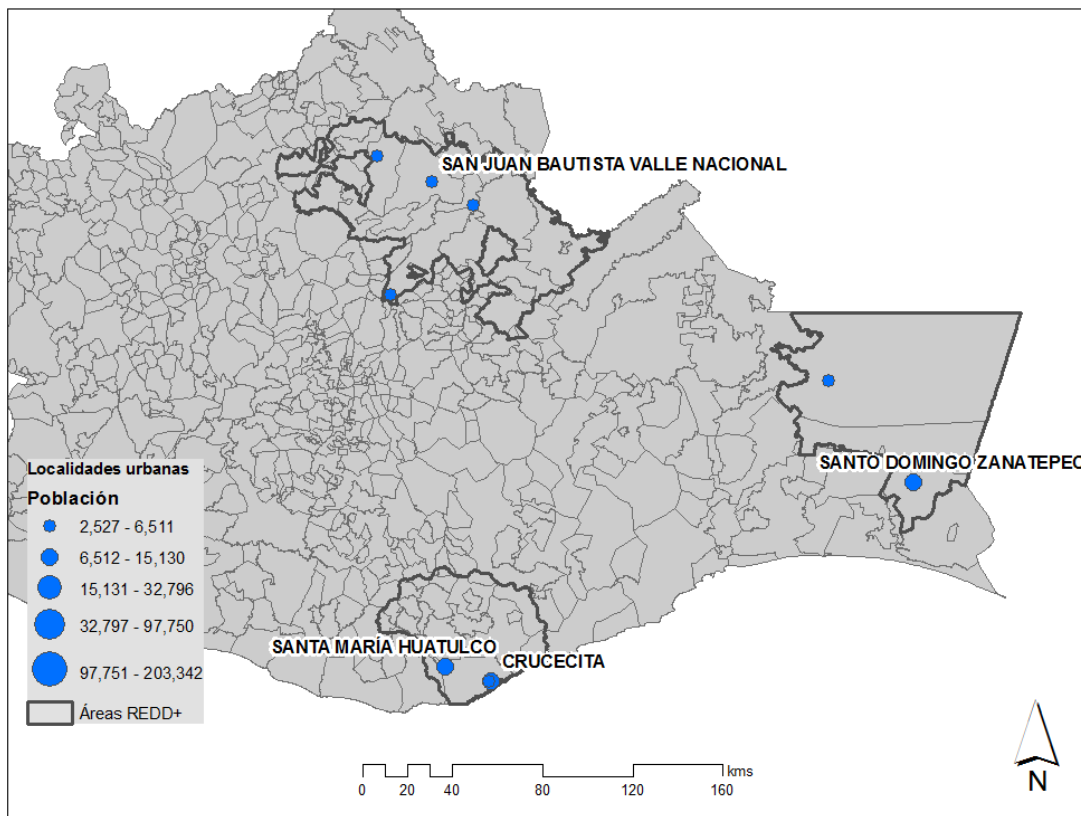 SAN JUAN BAUTISTA VALLE NACIONAL
SANTO DOMINGO ZANATEPEC
SANTA MARÍA HUATULCO
CRUCECITA
Localidades urbanas
Población
2,527 - 6,511
6,512 - 15,130
15,131 - 32,796
32,797 - 97,750
97,751 - 203,342
Áreas REDD+
kms
0 20 40 80 120 160
N